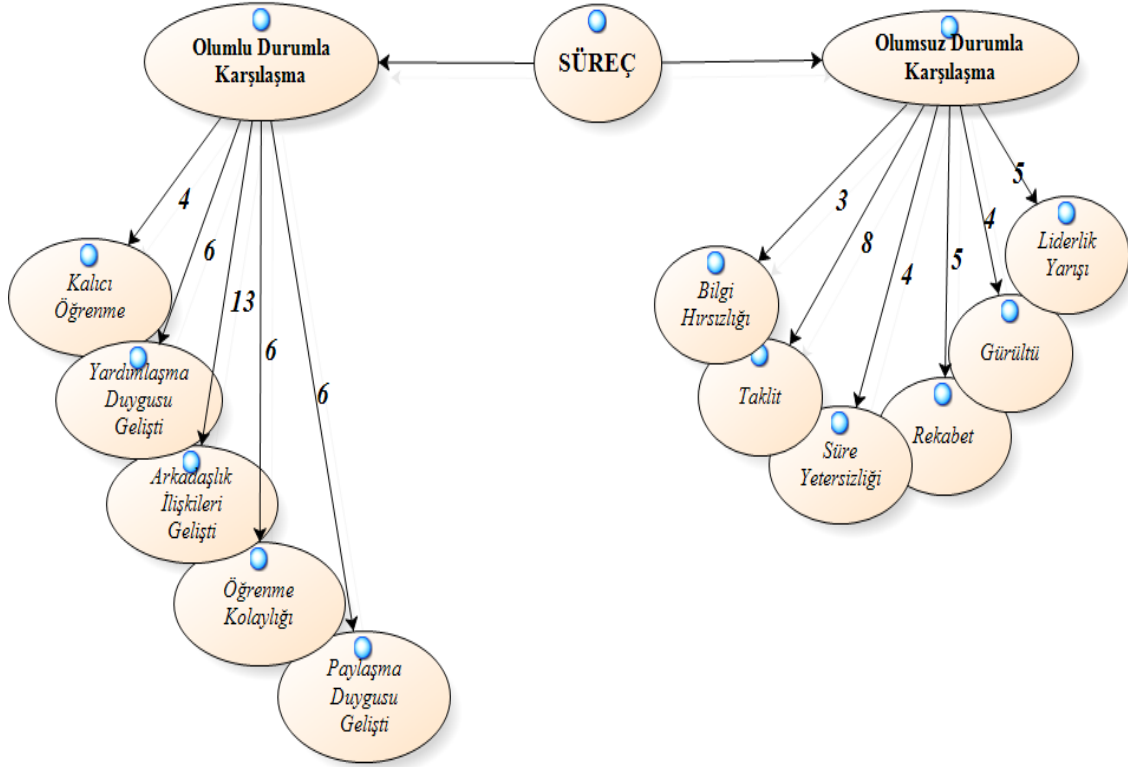 Olumlu Durumla
Karşılaşma
SÜREÇ
Olumsuz Durumla
Karşılaşma
4
6
13
6
6
3
8
4
5
4
5
Kalıcı
Öğrenme
Yardımlaşma
Duygusu
Gelişti
Arkadaşlık
İlişkileri
Gelişti
Öğrenme
Kolaylığı
Paylaşma
Duygusu
Gelişti
Bilgi
Hırsızlığı
Taklit
Süre
Yetersizliği
Rekabet
Gürültü
Liderlik
Yarışı